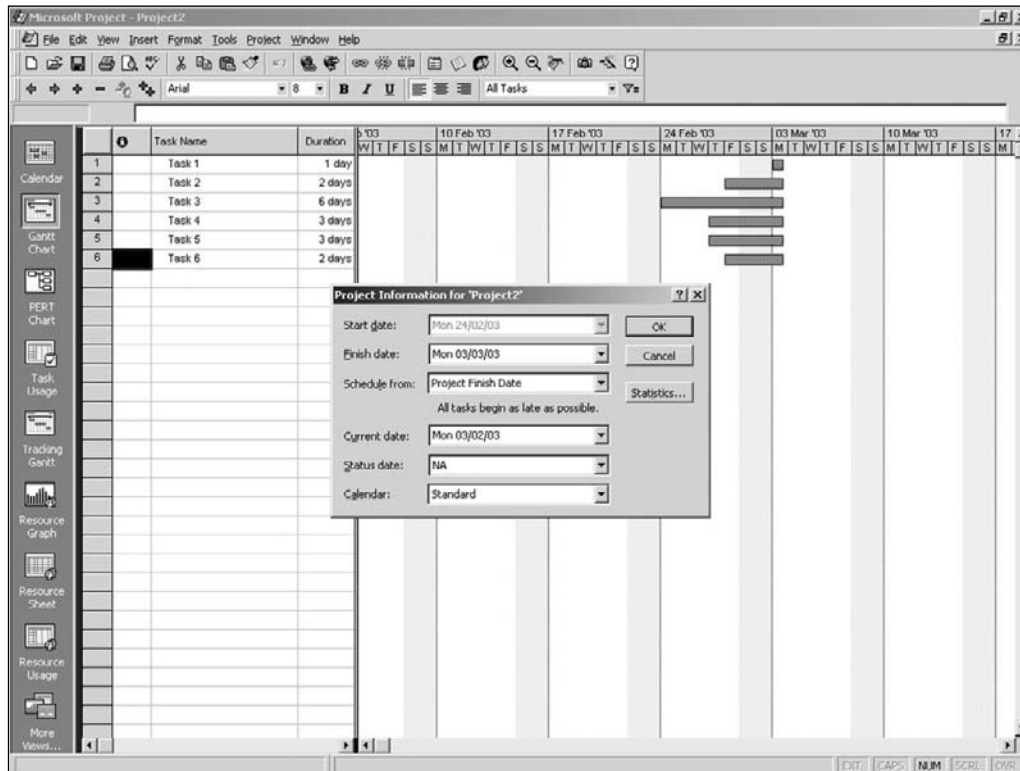 Microsoft Project - Project2
File Edit View Insert Format Tools Project Window Help
Arial 8 B I U All Tasks
Task Name Duration
'03 10 Feb '03 17 Feb '03 24 Feb '03 03 Mar '03 10 Mar '03 17
W T F S S M T W T F S S M T W T F S S M T W T F S S M T W T F S S M T W T F S S M
1 Task 1 1 day
2 Task 2 2 days
3 Task 3 6 days
4 Task 4 3 days
5 Task 5 3 days
6 Task 6 2 days
Calendar
Gantt
Chart
PERT
Chart
Task
Usage
Tracking
Gantt
Resource
Graph
Resource
Sheet
Resource
Usage
More
Views...
Project Information for 'Project2'
Start date: Mon 24/02/03 OK
Finish date: Mon 03/03/03 Cancel
Schedule from: Project Finish Date Statistics...
All tasks begin as late as possible.
Current date: Mon 03/02/03
Status date: NA
Calendar: Standard
EXT CAPS NUM SCRL OVR